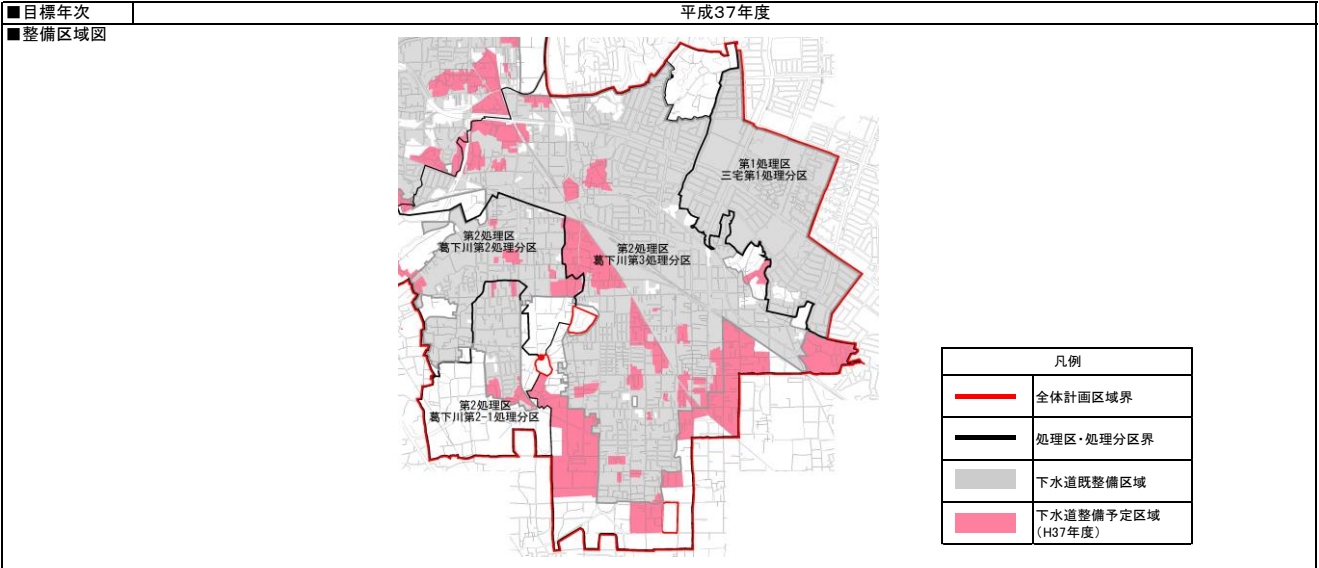 ■目標年次
平成37年度
■整備区域図
第1処理区
三宅第1処理分区
第2処理区
葛下川第2処理分区
第2処理区
葛下川第3処理分区
第2処理区
葛下川第2-1処理分区
凡例
全体計画区域界
処理区・処理分区界
下水道既整備区域
下水道整備予定区域
(H37年度)